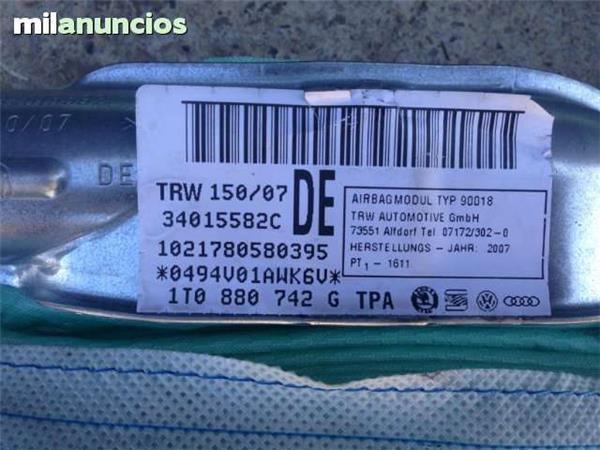 milanuncios
0/07
DE
TRW 150/07
34015582C
DE
1021780580395
*0494V01AWK6V*
1T0 880 742 G TPA
AIRBAGMODUL TYP 90018
TRW AUTOMOTIVE GmbH
73551 Alfdorf Tel 07172/302-0
HERSTELLUNGS - JAHR: 2007
PT1 - 1611